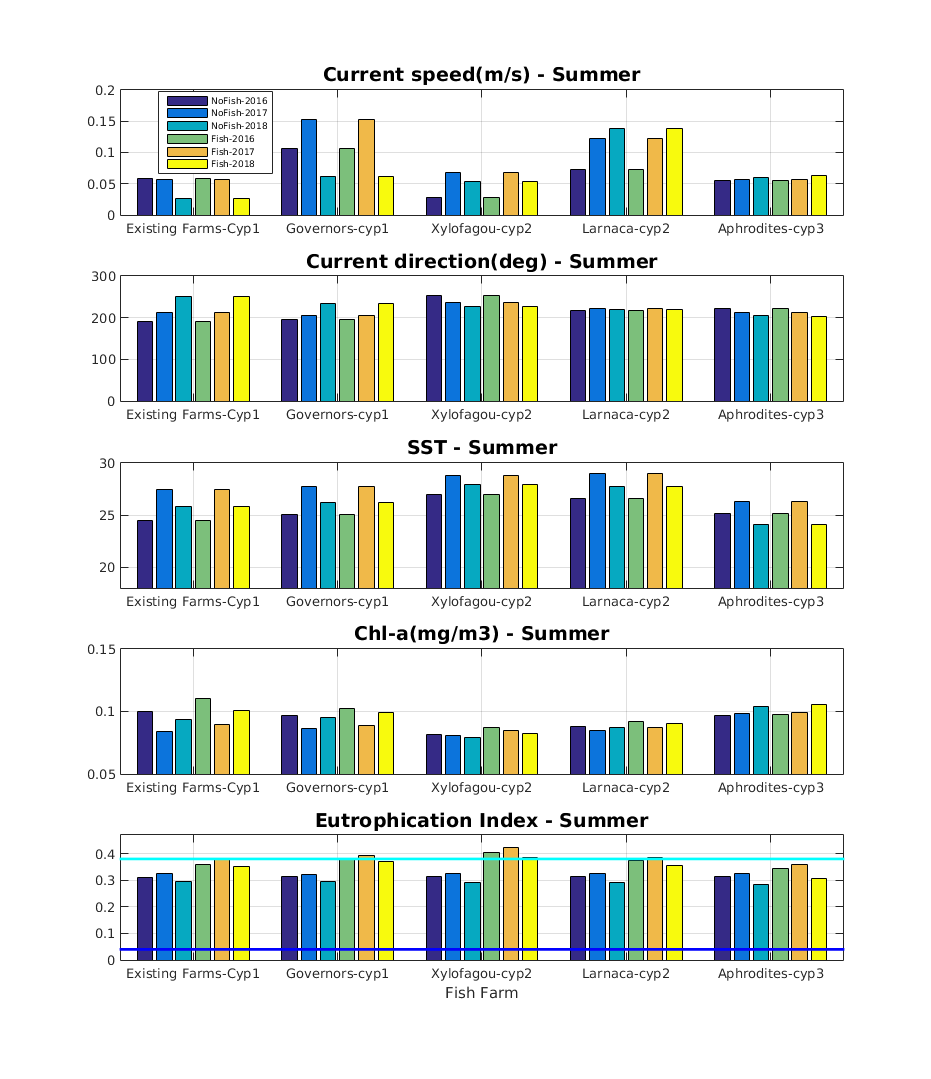 Current speed(m/s) - Summer
0.2
0.15
0.1
0.05
0
NoFish-2016
NoFish-2017
NoFish-2018
Fish-2016
Fish-2017
Fish-2018
Existing Farms-Cyp1 Governors-cyp1 Xylofagou-cyp2 Larnaca-cyp2 Aphrodites-cyp3
Current direction(deg) - Summer
300
200
100
0
Existing Farms-Cyp1 Governors-cyp1 Xylofagou-cyp2 Larnaca-cyp2 Aphrodites-cyp3
SST - Summer
30
25
20
Existing Farms-Cyp1 Governors-cyp1 Xylofagou-cyp2 Larnaca-cyp2 Aphrodites-cyp3
Chl-a(mg/m3) - Summer
0.15
0.1
0.05
Existing Farms-Cyp1 Governors-cyp1 Xylofagou-cyp2 Larnaca-cyp2 Aphrodites-cyp3
Eutrophication Index - Summer
0.4
0.3
0.2
0.1
0
Existing Farms-Cyp1 Governors-cyp1 Xylofagou-cyp2 Larnaca-cyp2 Aphrodites-cyp3
Fish Farm